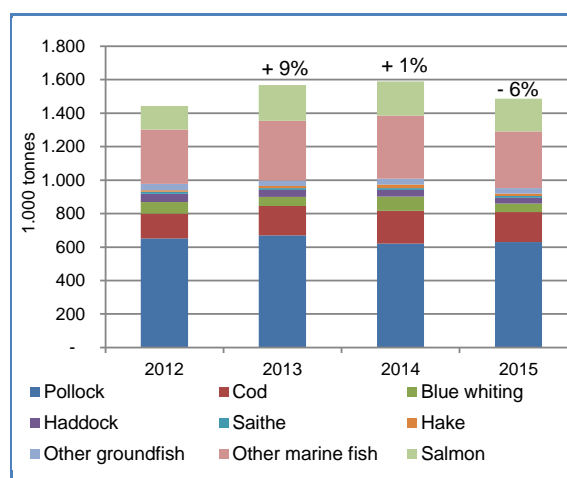 1.800
1.600
1.400
1.200
1.000
800
600
400
200
-
1.000 tonnes
+ 9%
+ 1%
- 6%
2012 2013 2014 2015
Pollock Cod Blue whiting
Haddock Saithe Hake
Other groundfish Other marine fish Salmon